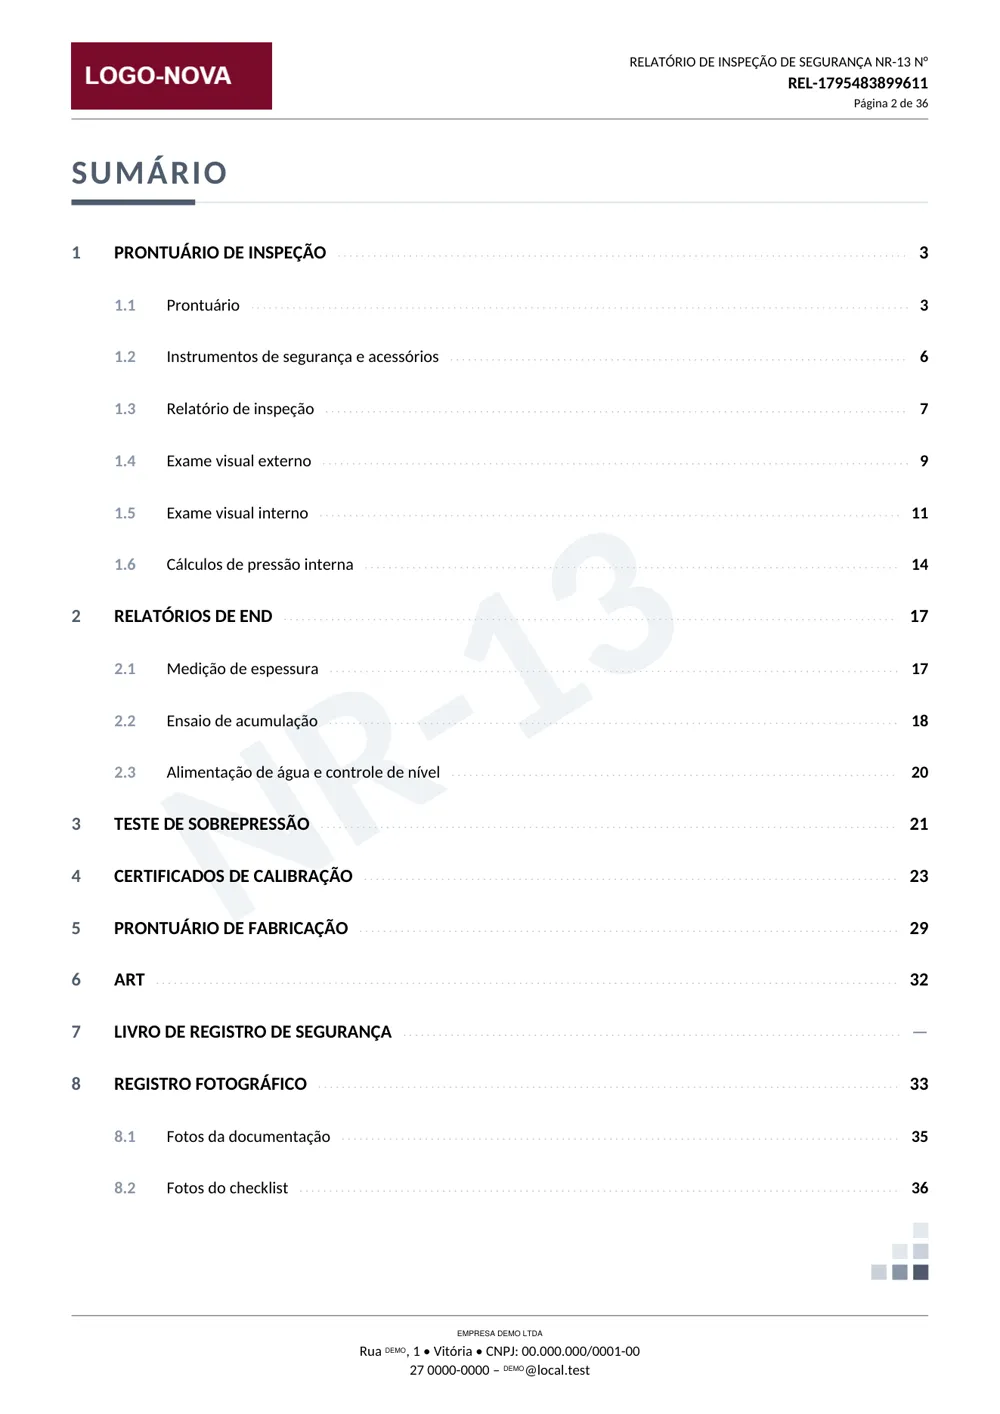 LOGO-NOVA
RELATÓRIO DE INSPEÇÃO DE SEGURANÇA NR-13 Nº
REL-1795483899611
Página 2 de 36
SUMÁRIO
1 PRONTUÁRIO DE INSPEÇÃO 3
1.1 Prontuário 3
1.2 Instrumentos de segurança e acessórios 6
1.3 Relatório de inspeção 7
1.4 Exame visual externo 9
1.5 Exame visual interno 11
1.6 Cálculos de pressão interna 14
2 RELATÓRIOS DE END 17
2.1 Medição de espessura 17
2.2 Ensaio de acumulação 18
2.3 Alimentação de água e controle de nível 20
3 TESTE DE SOBREPRESSÃO 21
4 CERTIFICADOS DE CALIBRAÇÃO 23
5 PRONTUÁRIO DE FABRICAÇÃO 29
6 ART 32
7 LIVRO DE REGISTRO DE SEGURANÇA —
8 REGISTRO FOTOGRÁFICO 33
8.1 Fotos da documentação 35
8.2 Fotos do checklist 36
NR-13
EMPRESA DEMO LTDA
Rua DEMO, 1 • Vitória • CNPJ: 00.000.000/0001-00
27 0000-0000 – DEMO@local.test